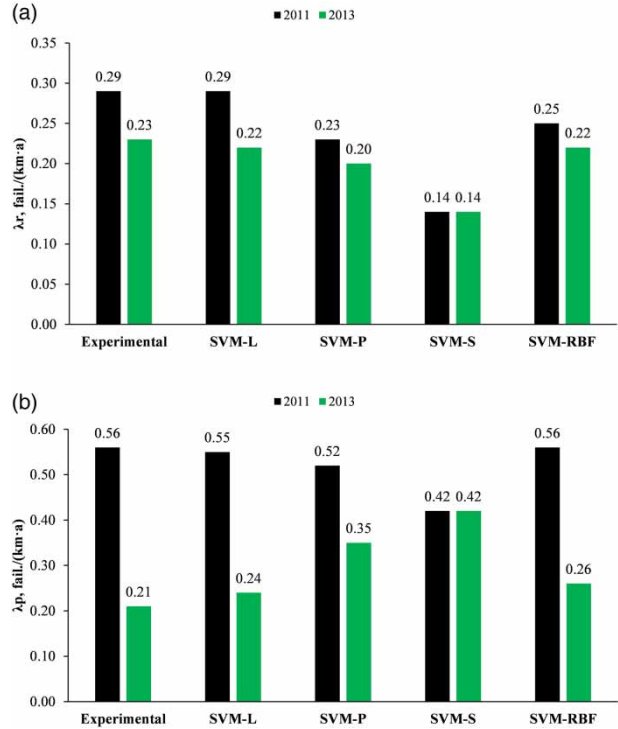 (a)
2011 2013
λr, fail./(km·a)
0.35
0.30
0.25
0.20
0.15
0.10
0.05
0.00
0.29 0.23 0.29 0.22 0.23 0.20 0.14 0.14 0.25 0.22
Experimental SVM-L SVM-P SVM-S SVM-RBF
(b)
2011 2013
λp, fail./(km·a)
0.60
0.50
0.40
0.30
0.20
0.10
0.00
0.56 0.21 0.55 0.24 0.52 0.35 0.42 0.42 0.56 0.26
Experimental SVM-L SVM-P SVM-S SVM-RBF